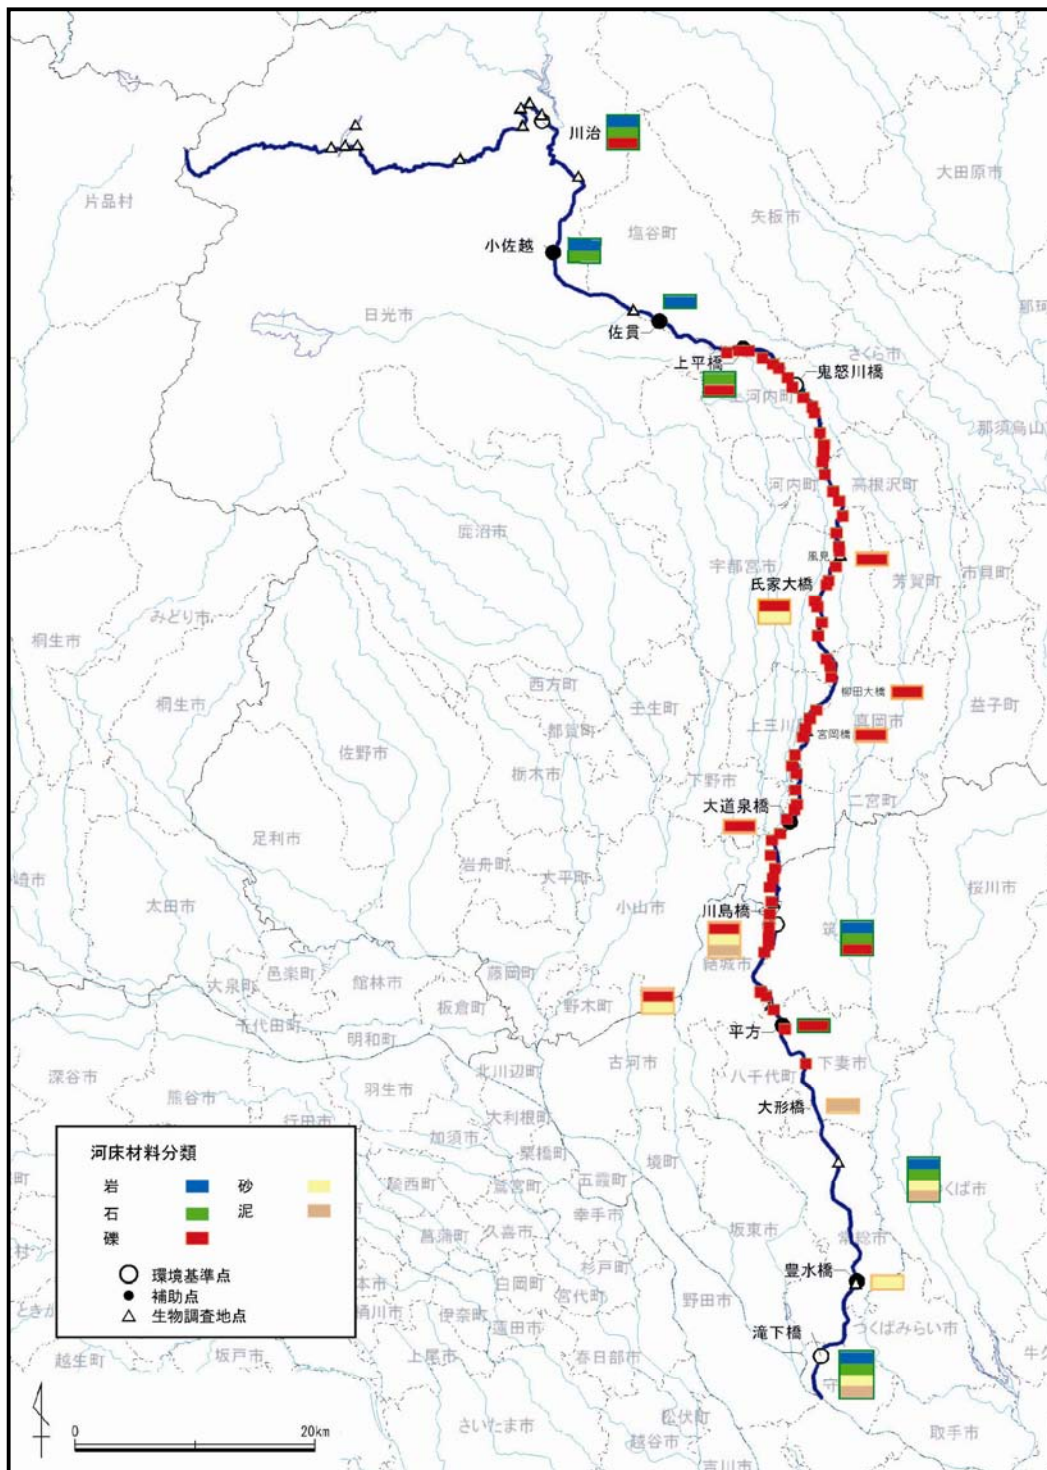 川治
大田原市
片品村
矢板市
塩谷町
小佐越
日光市
佐貫
さくら市
上平橋
鬼怒川橋
上河内町
那須烏山市
河内町
高根沢町
鹿沼市
風見
宇都宮市
氏家大橋
芳賀町
市貝町
みどり市
桐生市
西方町
柳田大橋
桐生市
壬生町
益子町
都賀町
真岡市
宮岡橋
佐野市
栃木市
下野市
二宮町
大道泉橋
足利市
岩舟町
大平町
桜川市
太田市
小山市
川島橋
筑
結城市
邑楽町
館林市
藤岡町
大泉町
板倉町
野木町
千代田町
明和町
平方
古河市
下妻市
北川辺町
八千代町
深谷市
熊谷市
羽生市
大形橋
行田市
大利根町
加須市
栗橋町
境町
河床材料分類
岩
砂
石
泥
礫
環境基準点
補助点
生物調査地点
騎西町
鷲宮町
五霞町
つくば市
幸手市
菖蒲町
久喜市
坂東市
常総市
杉戸町
豊水橋
白岡町
宮代町
野田市
桶川市
伊奈町
蓮田市
つくばみらい市
滝下橋
越生町
坂戸市
上尾市
春日部市
守
0
20km
さいたま市
松伏町
取手市
越谷市
吉川市